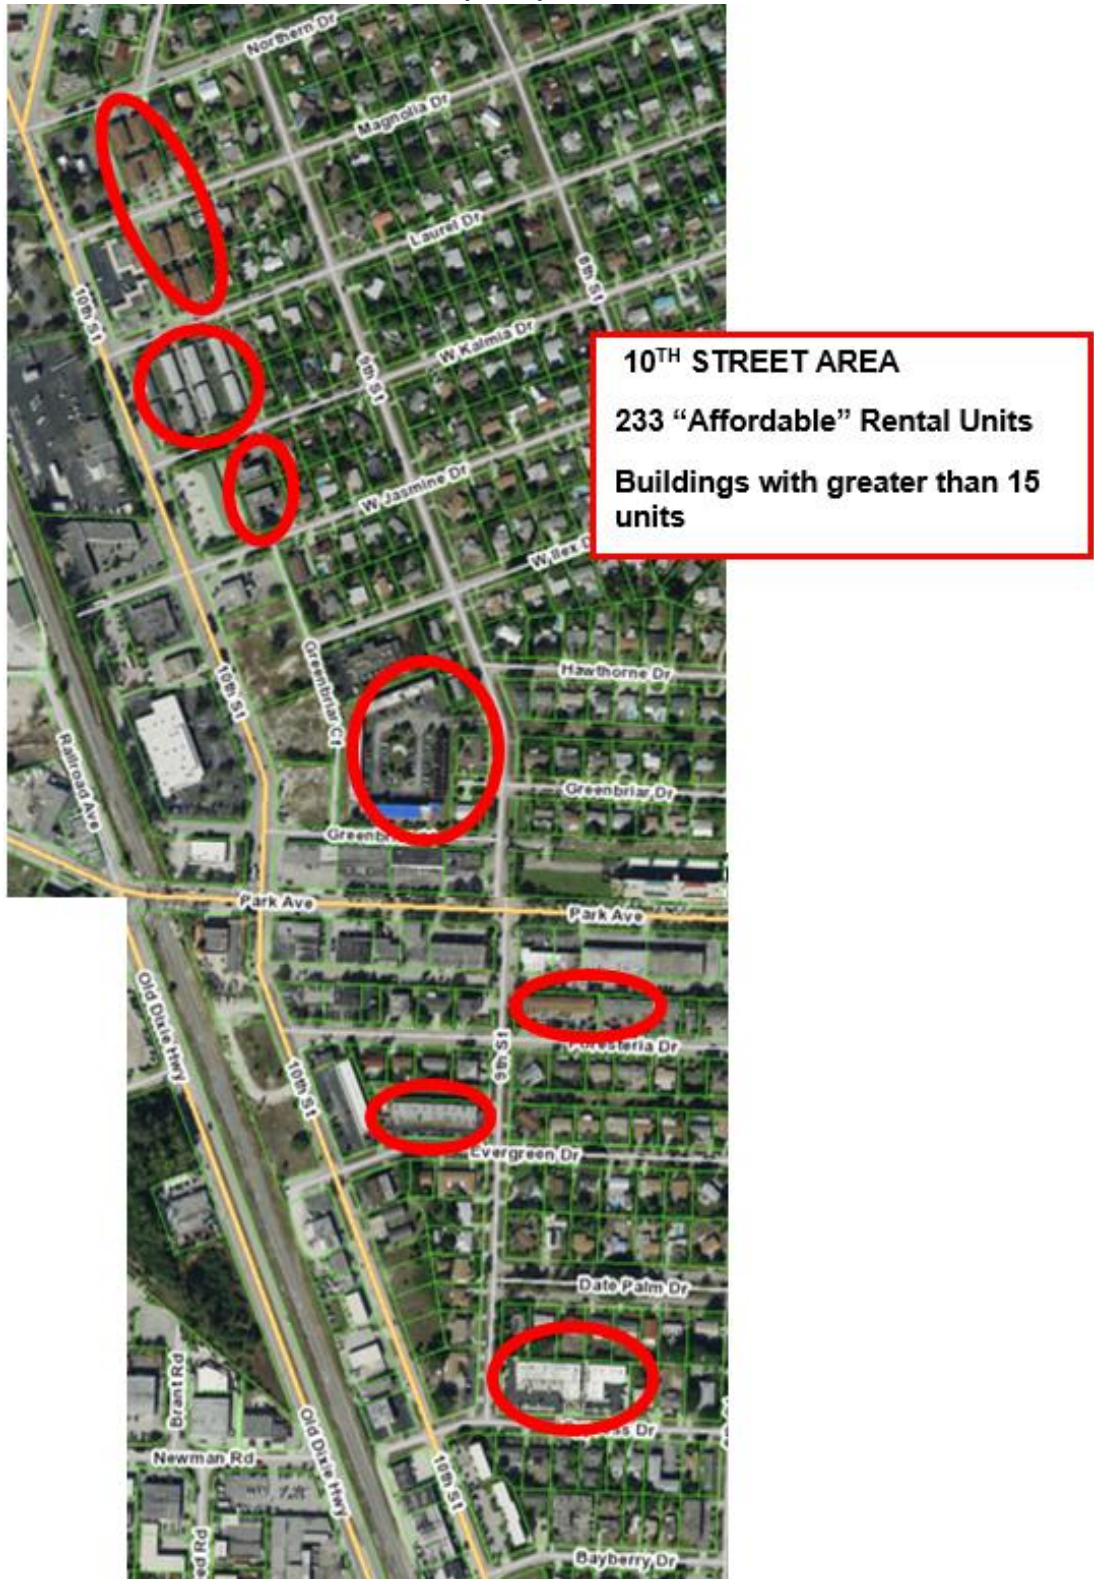 Northern Dr
Magnolia Dr
Laurel Dr
8th St
10th St
W Kalmia Dr
9th St
10TH STREET AREA
233 “Affordable” Rental Units
Buildings with greater than 15
units
W Jasmine Dr
W Ilex
Hawthorne Dr
Greenbriar Ct
10th St
Railroad Ave
Greenbriar Dr
Park Ave
Park Ave
Old Dixie Hwy
9th St
10th St
Evergreen Dr
Date Palm Dr
Brant Rd
Old Dixie Hwy
Newman Rd
10th St
Bayberry Dr